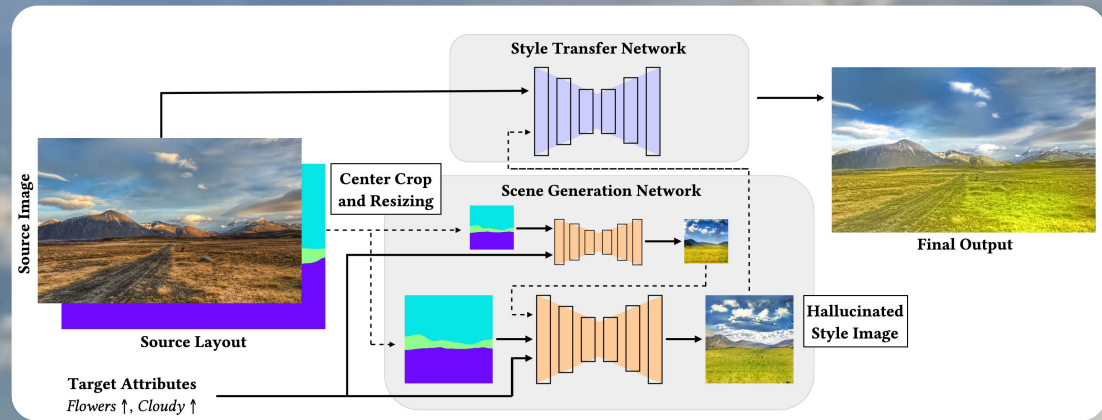 Style Transfer Network
Source Image
Center Crop
and Resizing
Scene Generation Network
Final Output
Hallucinated
Style Image
Source Layout
Target Attributes
Flowers ↑, Cloudy ↑